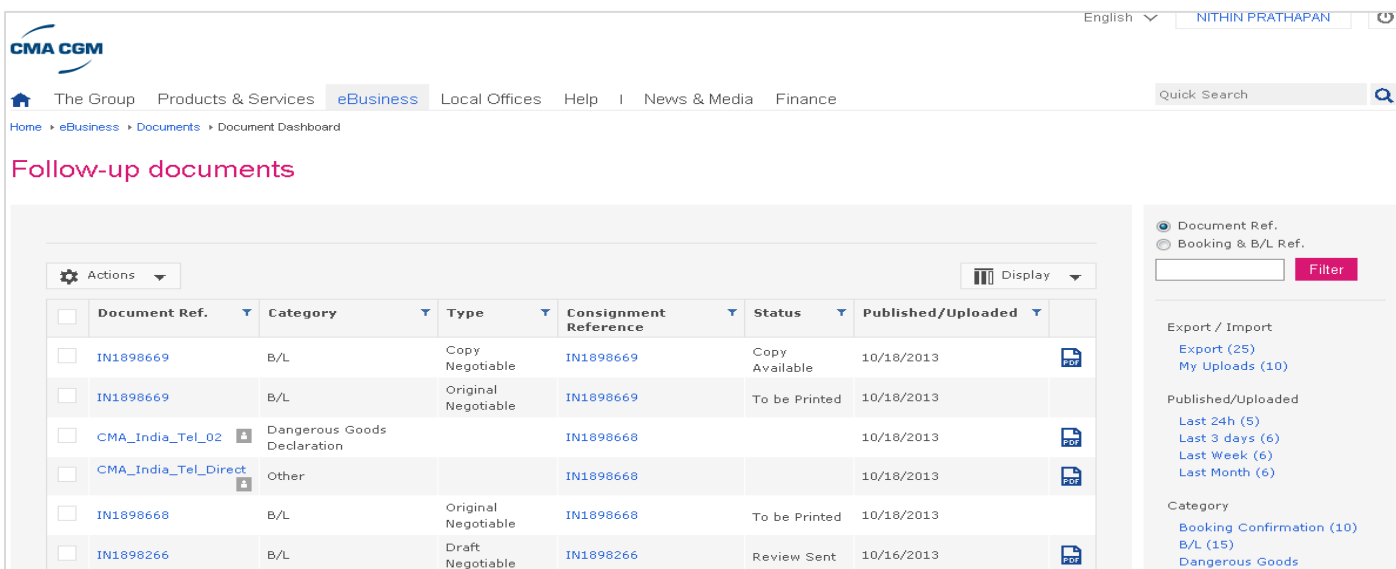 English NITHIN PRATHAPAN
CMA CGM
The Group Products & Services eBusiness Local Offices Help | News & Media Finance
Quick Search
Home eBusiness Documents Document Dashboard
Follow-up documents
Actions
Display
Document Ref. Category Type Consignment Reference Status Published/Uploaded
IN1898669 B/L Copy Negotiable IN1898669 Copy Available 10/18/2013 PDF
IN1898669 B/L Original Negotiable IN1898669 To be Printed 10/18/2013
CMA_India_Tel_02 Dangerous Goods Declaration IN1898668 10/18/2013 PDF
CMA_India_Tel_Direct Other IN1898668 10/18/2013 PDF
IN1898668 B/L Original Negotiable IN1898668 To be Printed 10/18/2013
IN1898266 B/L Draft Negotiable IN1898266 Review Sent 10/16/2013 PDF
Document Ref.
Booking & B/L Ref.
Filter
Export / Import
Export (25)
My Uploads (10)
Published/Uploaded
Last 24h (5)
Last 3 days (6)
Last Week (6)
Last Month (6)
Category
Booking Confirmation (10)
B/L (15)
Dangerous Goods